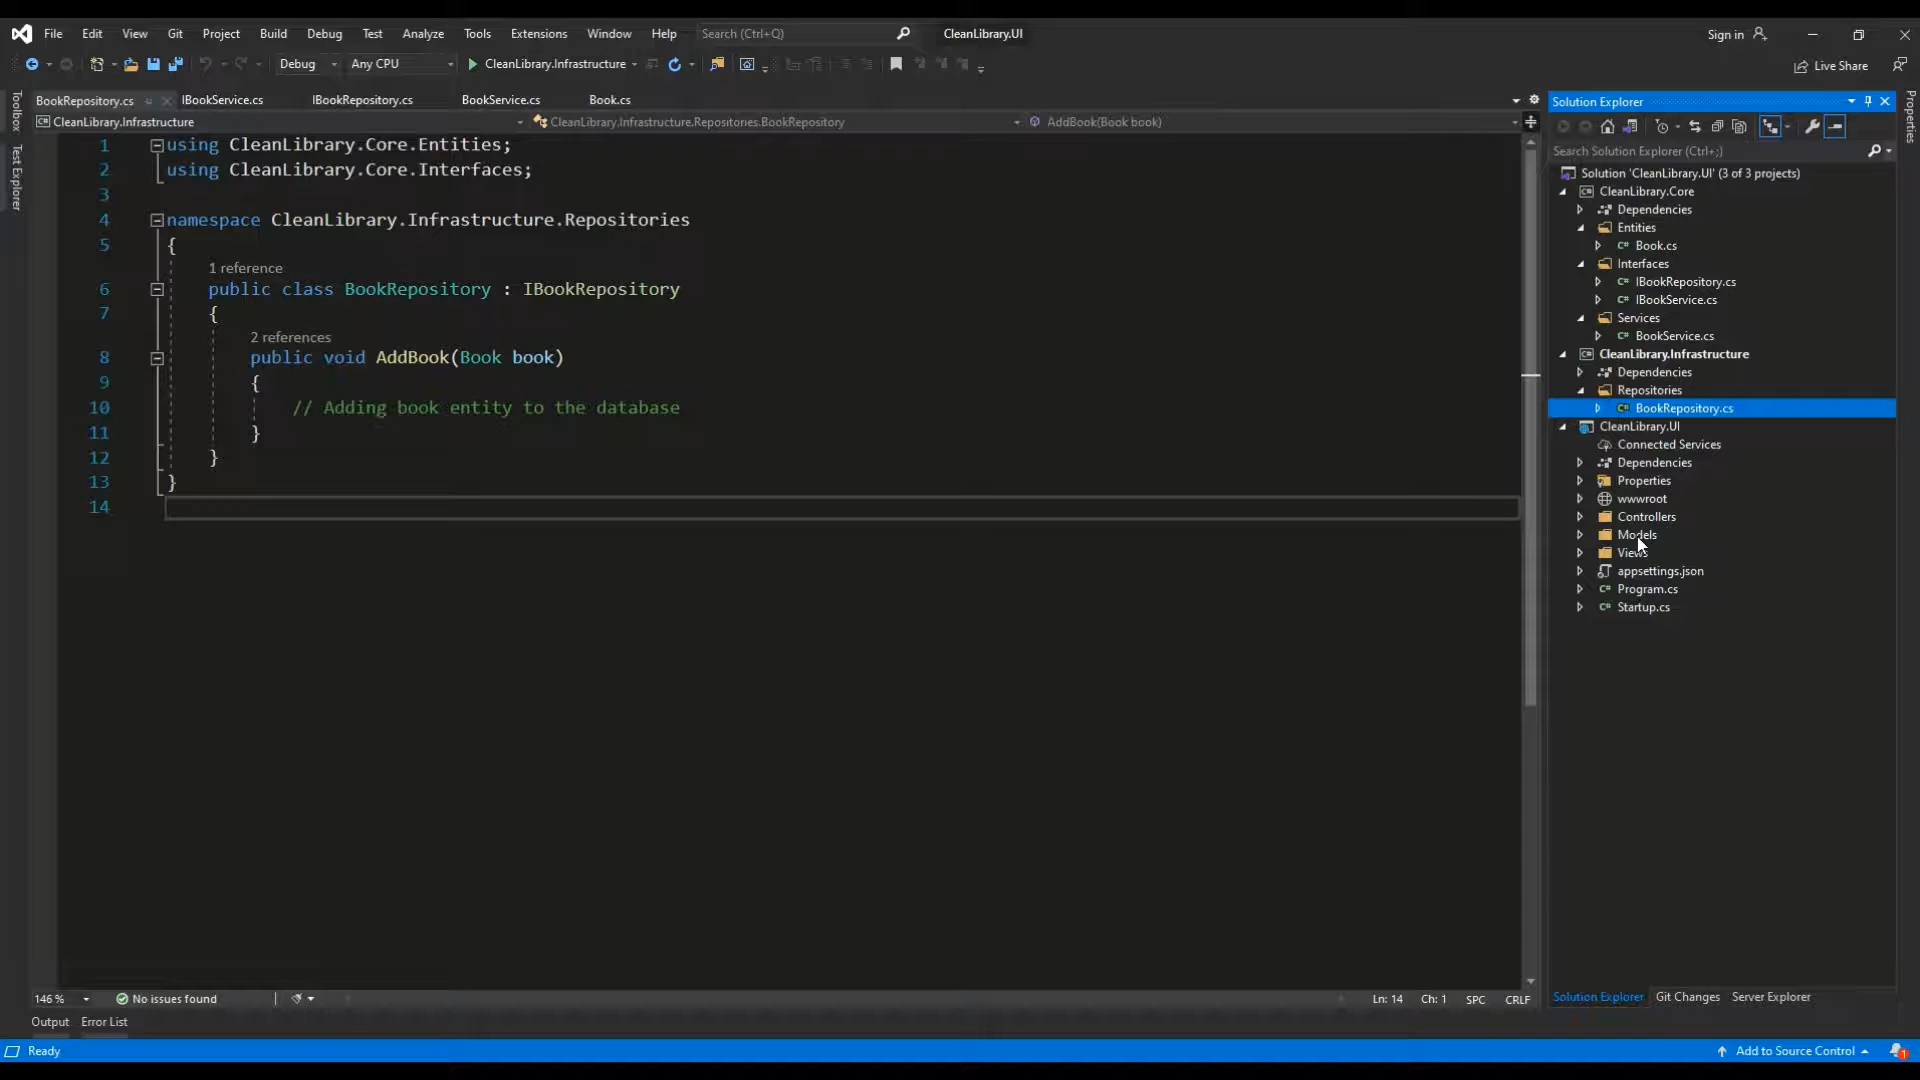 File Edit View Git Project Build Debug Test Analyze Tools Extensions Window Help Search (Ctrl+Q) CleanLibrary.UI Sign in
Debug Any CPU CleanLibrary.Infrastructure Live Share
BookRepository.cs IBookService.cs IBookRepository.cs BookService.cs Book.cs
CleanLibrary.Infrastructure CleanLibrary.Infrastructure.Repositories.BookRepository AddBook(Book book)
Toolbox
Test Explorer
1 using CleanLibrary.Core.Entities;
2 using CleanLibrary.Core.Interfaces;
3
4 namespace CleanLibrary.Infrastructure.Repositories
5 {
1 reference
6 public class BookRepository : IBookRepository
7 {
2 references
8 public void AddBook(Book book)
9 {
10 // Adding book entity to the database
11 }
12 }
13 }
14
146 % No issues found Ln: 14 Ch: 1 SPC CRLF
Output Error List
Ready Add to Source Control 1
Solution Explorer
Search Solution Explorer (Ctrl+;)
Solution 'CleanLibrary.UI' (3 of 3 projects)
CleanLibrary.Core
Dependencies
Entities
C# Book.cs
Interfaces
C# IBookRepository.cs
C# IBookService.cs
Services
C# BookService.cs
CleanLibrary.Infrastructure
Dependencies
Repositories
C# BookRepository.cs
CleanLibrary.UI
Connected Services
Dependencies
Properties
wwwroot
Controllers
Models
Views
appsettings.json
C# Program.cs
C# Startup.cs
Solution Explorer Git Changes Server Explorer
Properties